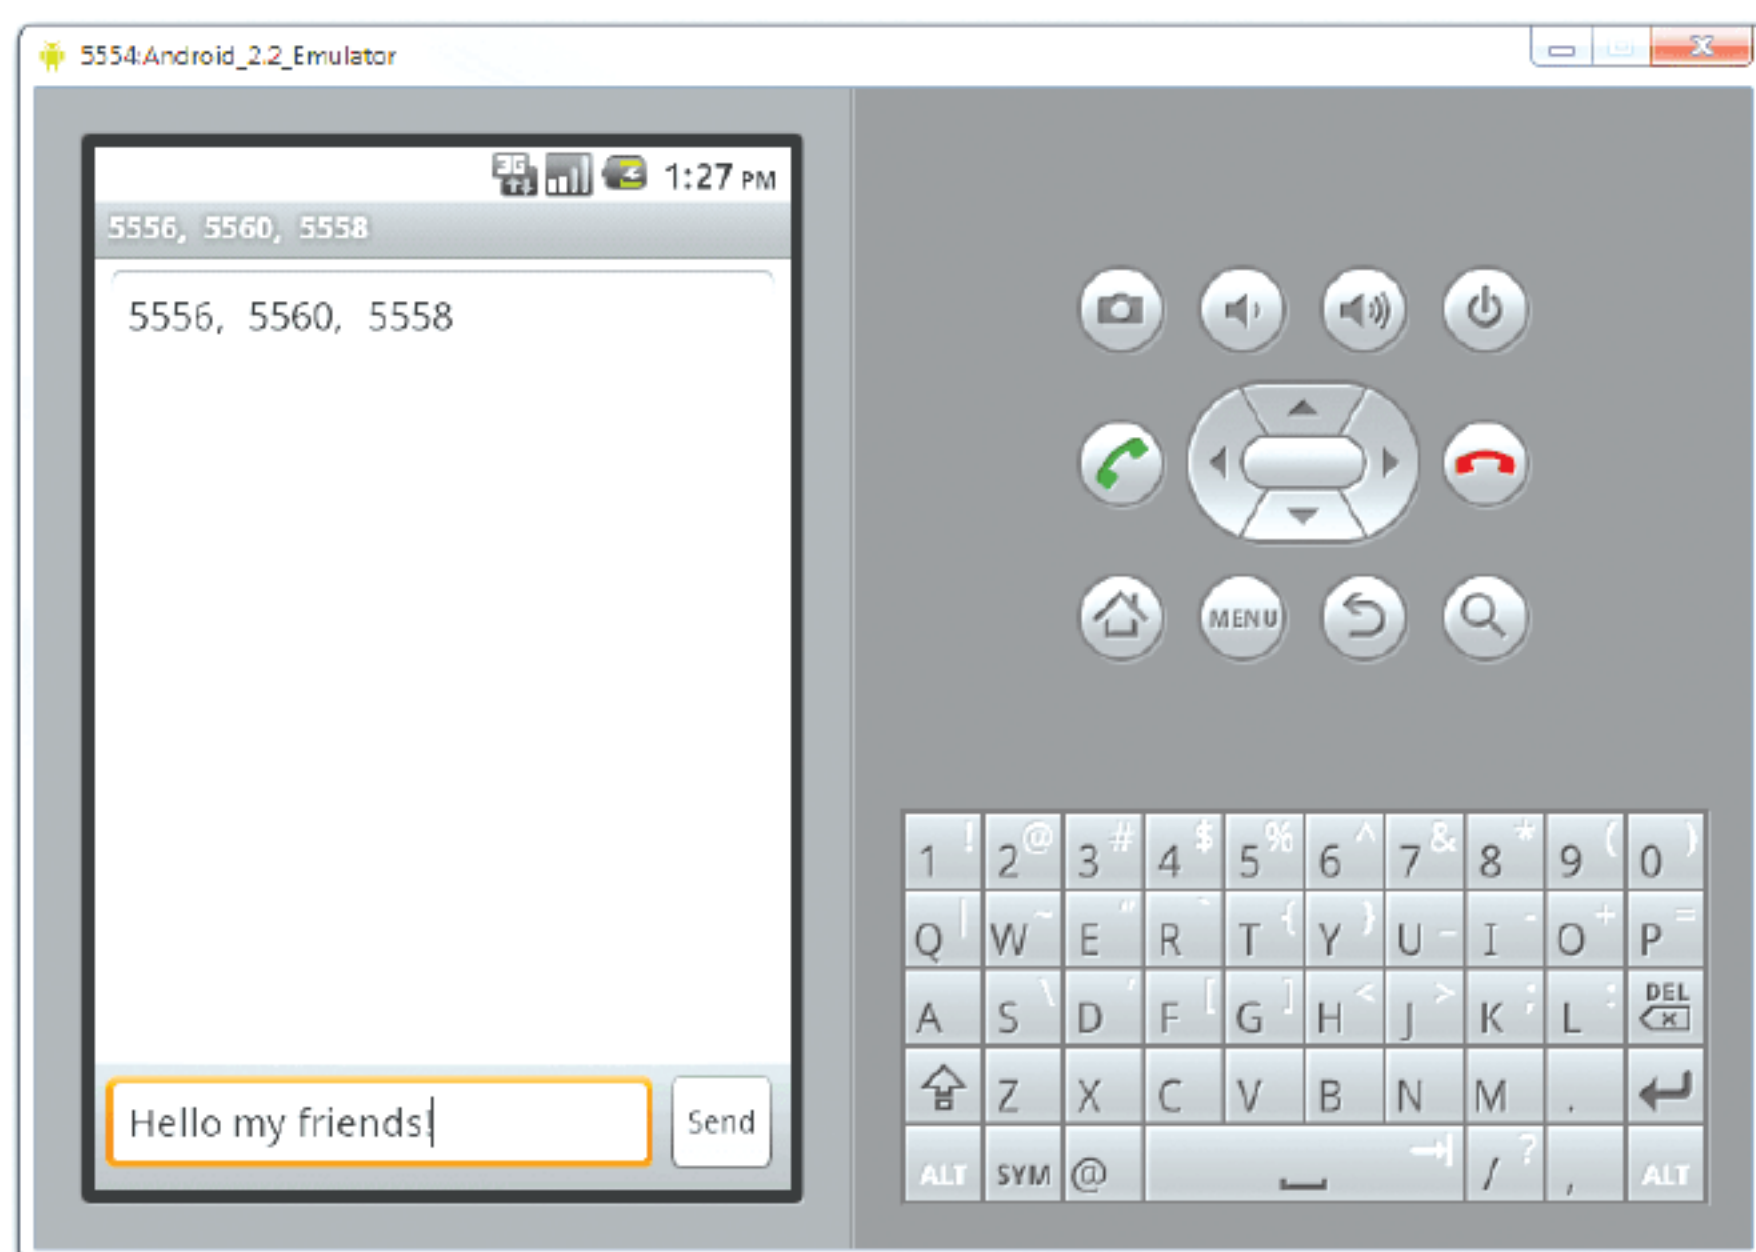 5554:Android_2.2_Emulator
3G 1:27 PM
5556, 5560, 5558
5556, 5560, 5558
Hello my friends!
Send
MENU
1 ! 2 @ 3 # 4 $ 5 % 6 ^ 7 & 8 * 9 ( 0 )
Q | W ~ E " R ` T { Y } U _ I - O + P =
A S \ D ' F [ G ] H < J > K ; L : DEL
Z X C V B N M .
ALT SYM @ / ? , ALT